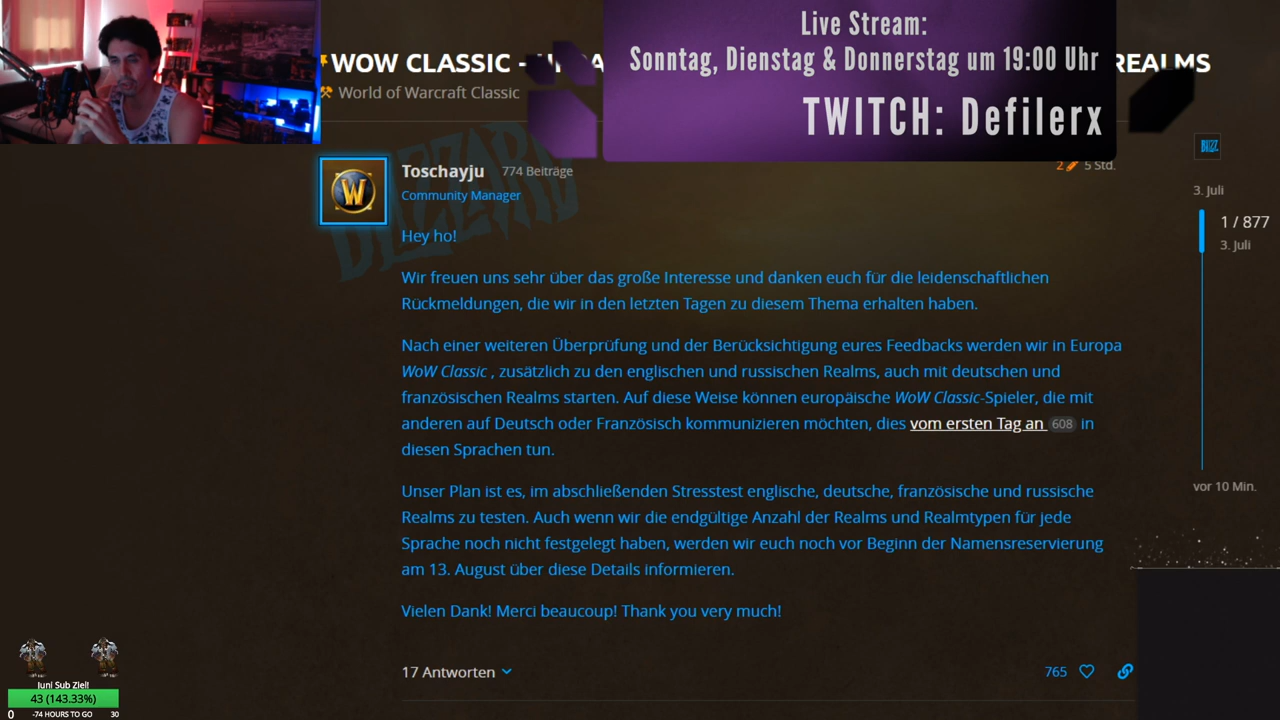 Live Stream:
Sonntag, Dienstag & Donnerstag um 19:00 Uhr
TWITCH: Defilerx
WOW CLASSIC - REALMS
World of Warcraft Classic
BLIZZ
BLIZZARD
Toschayju 774 Beiträge
2 5 Std.
Community Manager
3. Juli
1 / 877
3. Juli
Hey ho!
Wir freuen uns sehr über das große Interesse und danken euch für die leidenschaftlichen
Rückmeldungen, die wir in den letzten Tagen zu diesem Thema erhalten haben.
Nach einer weiteren Überprüfung und der Berücksichtigung eures Feedbacks werden wir in Europa
WoW Classic , zusätzlich zu den englischen und russischen Realms, auch mit deutschen und
französischen Realms starten. Auf diese Weise können europäische WoW Classic-Spieler, die mit
anderen auf Deutsch oder Französisch kommunizieren möchten, dies vom ersten Tag an 608 in
diesen Sprachen tun.
vor 10 Min.
Unser Plan ist es, im abschließenden Stresstest englische, deutsche, französische und russische
Realms zu testen. Auch wenn wir die endgültige Anzahl der Realms und Realmtypen für jede
Sprache noch nicht festgelegt haben, werden wir euch noch vor Beginn der Namensreservierung
am 13. August über diese Details informieren.
Vielen Dank! Merci beaucoup! Thank you very much!
17 Antworten
765
Juni Sub Ziel!
43 (143.33%)
0 -74 HOURS TO GO 30